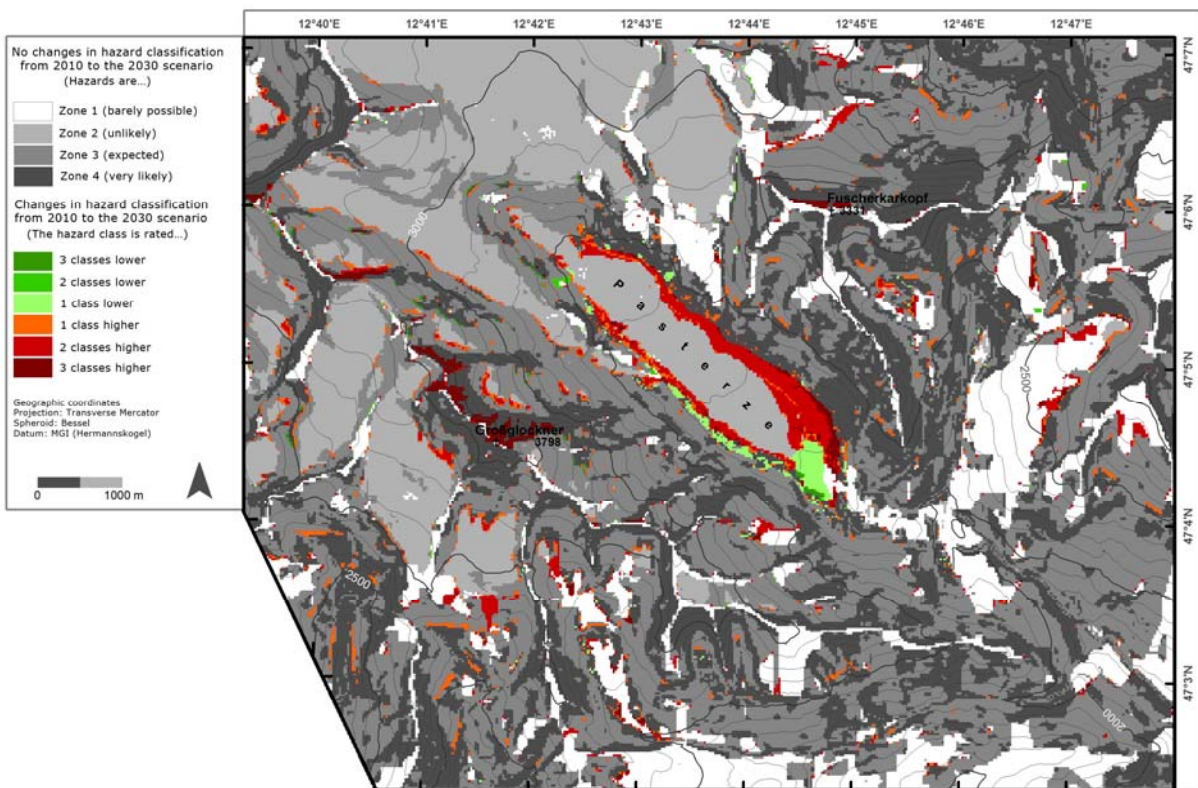 12°40'E 12°41'E 12°42'E 12°43'E 12°44'E 12°45'E 12°46'E 12°47'E
No changes in hazard classification
from 2010 to the 2030 scenario
(Hazards are...)
Zone 1 (barely possible)
Zone 2 (unlikely)
Zone 3 (expected)
Zone 4 (very likely)
Changes in hazard classification
from 2010 to the 2030 scenario
(The hazard class is rated...)
3 classes lower
2 classes lower
1 class lower
1 class higher
2 classes higher
3 classes higher
Geographic coordinates
Projection: Transverse Mercator
Spheroid: Bessel
Datum: MGI (Hermannskogel)
0 1000 m
47°7'N
47°6'N
47°5'N
47°4'N
47°3'N
3000
Fuscherkarkopf
3331
Pasterze
2500
Großglockner
3798
2500
2000